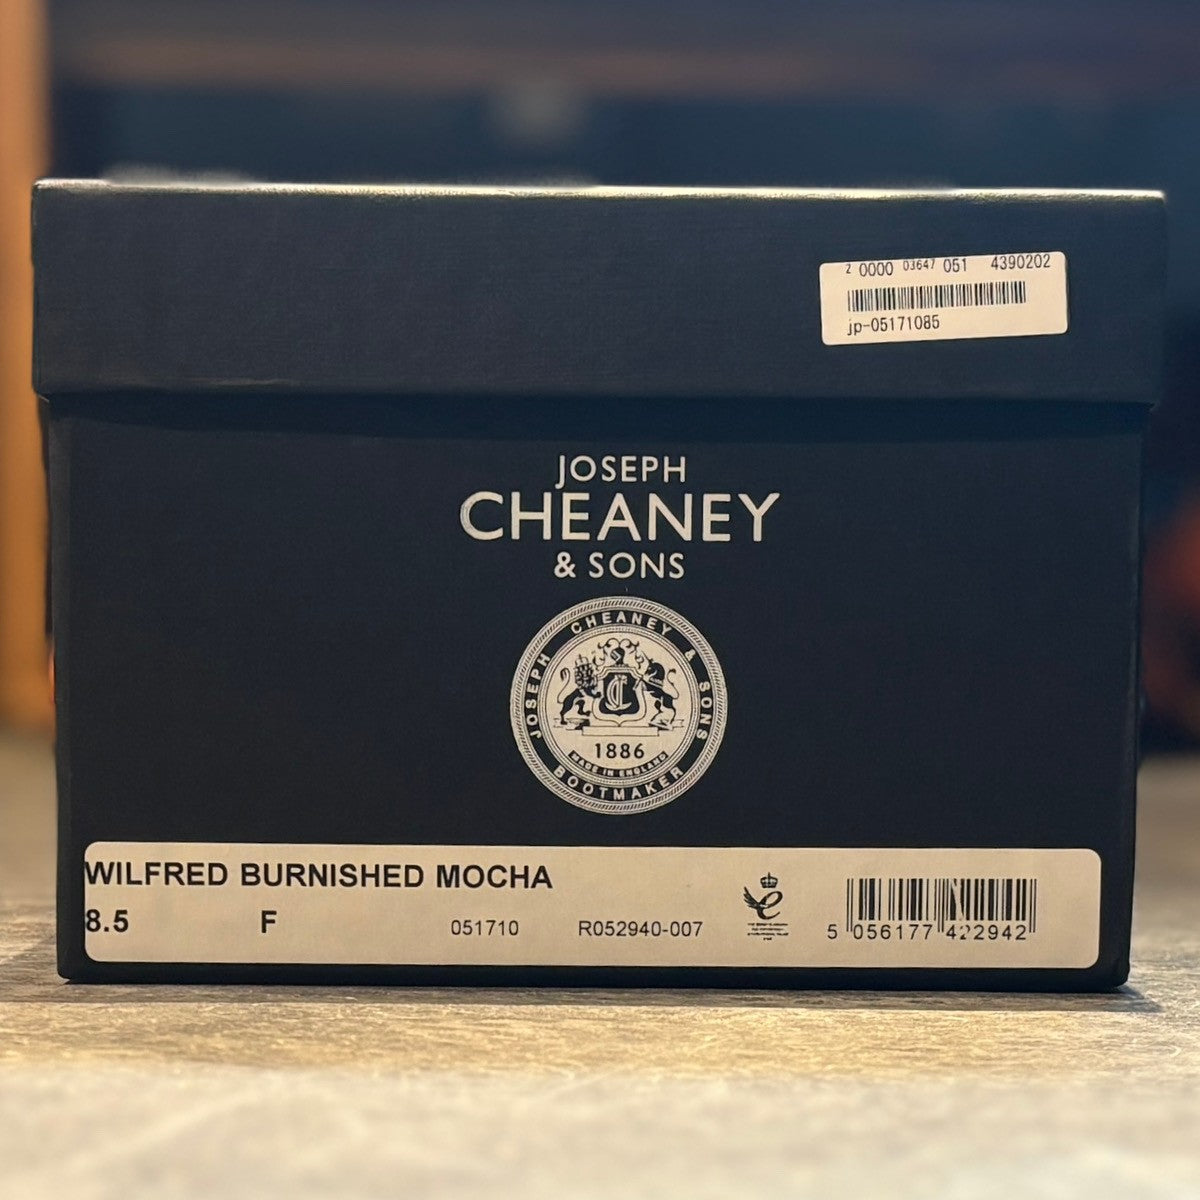 2 0000 03647 051 4390202
jp-05171085
JOSEPH
CHEANEY
& SONS
JOSEPH CHEANEY & SONS
1886
MADE IN ENGLAND
BOOTMAKER
WILFRED BURNISHED MOCHA
8.5 F 051710 R052940-007
5 056177 422942